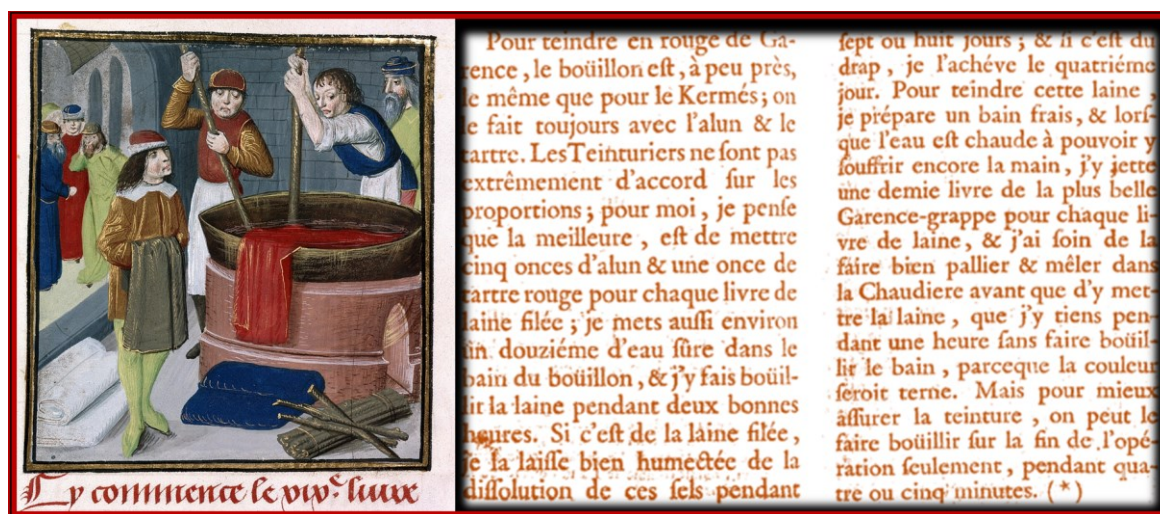 Cy commence le xixe. livre
Pour teindre en rouge de Ga-
rence, le boüillon eſt, à peu près,
le même que pour le Kermés; on
le fait toujours avec l'alun & le
tartre. Les Teinturiers ne ſont pas
extrêmement d'accord ſur les
proportions; pour moi, je penſe
que la meilleure, eſt de mettre
cinq onces d'alun & une once de
tartre rouge pour chaque livre de
laine filée; je mets auſſi environ
un douziéme d'eau ſûre dans le
bain du boüillon, & j'y fais boüil-
lir la laine pendant deux bonnes
heures. Si c'eſt de la laine filée,
je la laiſſe bien humectée de la
diſſolution de ces ſels pendant
ſept ou huit jours; & ſi c'eſt du
drap, je l'achéve le quatriéme
jour. Pour teindre cette laine,
je prépare un bain frais, & lorſ-
que l'eau eſt chaude à pouvoir y
ſouffrir encore la main, j'y jette
une demie livre de la plus belle
Garence-grappe pour chaque li-
vre de laine, & j'ai ſoin de la
faire bien pallier & mêler dans
la Chaudiere avant que d'y met-
tre la laine, que j'y tiens pen-
dant une heure ſans faire boüil-
lir le bain, parceque la couleur
ſeroit terne. Mais pour mieux
aſſurer la teinture, on peut le
faire boüillir ſur la fin de l'opé-
ration ſeulement, pendant qua-
tre ou cinq minutes. (*)